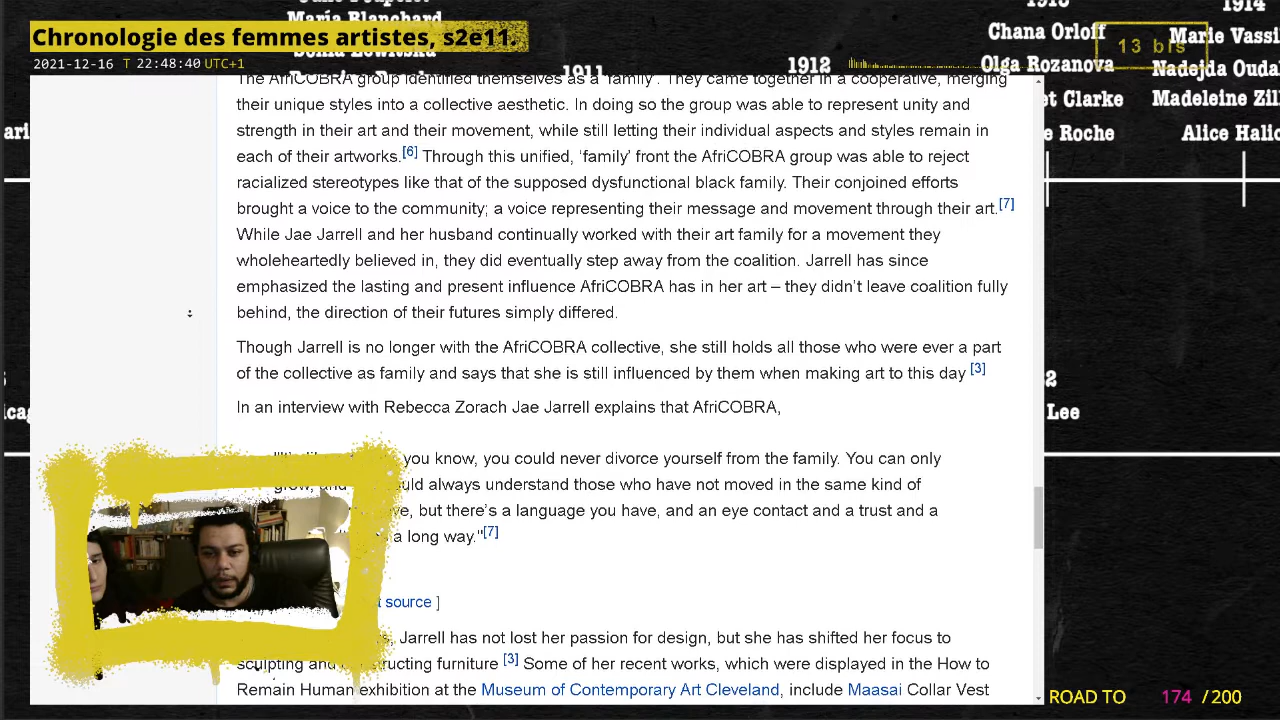 María Blanchard
Chronologie des femmes artistes, s2e11.
2021-12-16 T 22:48:40 UTC+1
1911
1912
1914
Chana Orloff
Olga Rozanova
t Clarke
e Roche
13 bis
Marie Vassi
Nadejda Ouda
Madeleine Zil
Alice Halic
ari
The AfriCOBRA group identified themselves as a 'family'. They came together in a cooperative, merging
their unique styles into a collective aesthetic. In doing so the group was able to represent unity and
strength in their art and their movement, while still letting their individual aspects and styles remain in
each of their artworks.[6] Through this unified, 'family' front the AfriCOBRA group was able to reject
racialized stereotypes like that of the supposed dysfunctional black family. Their conjoined efforts
brought a voice to the community; a voice representing their message and movement through their art.[7]
While Jae Jarrell and her husband continually worked with their art family for a movement they
wholeheartedly believed in, they did eventually step away from the coalition. Jarrell has since
emphasized the lasting and present influence AfriCOBRA has in her art – they didn't leave coalition fully
behind, the direction of their futures simply differed.
Though Jarrell is no longer with the AfriCOBRA collective, she still holds all those who were ever a part
of the collective as family and says that she is still influenced by them when making art to this day [3]
In an interview with Rebecca Zorach Jae Jarrell explains that AfriCOBRA,
you know, you could never divorce yourself from the family. You can only
grow, and uld always understand those who have not moved in the same kind of
ve, but there's a language you have, and an eye contact and a trust and a
a long way."[7]
t source ]
Jarrell has not lost her passion for design, but she has shifted her focus to
sculpting and constructing furniture [3] Some of her recent works, which were displayed in the How to
Remain Human exhibition at the Museum of Contemporary Art Cleveland, include Maasai Collar Vest
2
Lee
icag
ROAD TO 174 / 200